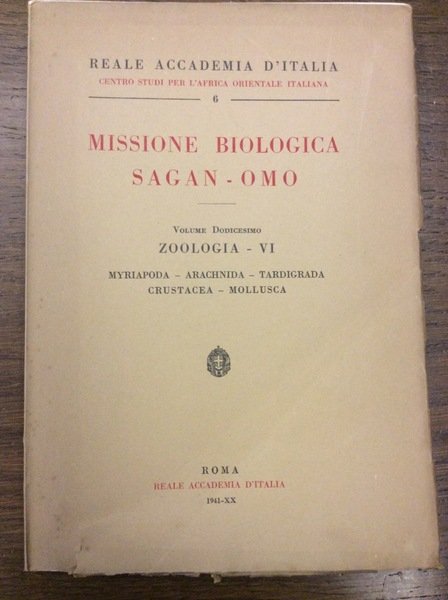 REALE ACCADEMIA D'ITALIA
CENTRO STUDI PER L'AFRICA ORIENTALE ITALIANA
6
MISSIONE BIOLOGICA
SAGAN - OMO
VOLUME DODICESIMO
ZOOLOGIA - VI
MYRIAPODA - ARACHNIDA - TARDIGRADA
CRUSTACEA - MOLLUSCA
ROMA
REALE ACCADEMIA D'ITALIA
1941-XX